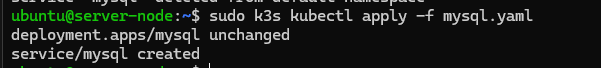 ubuntu@server-node:~$ sudo k3s kubectl apply -f mysql.yaml
deployment.apps/mysql unchanged
service/mysql created